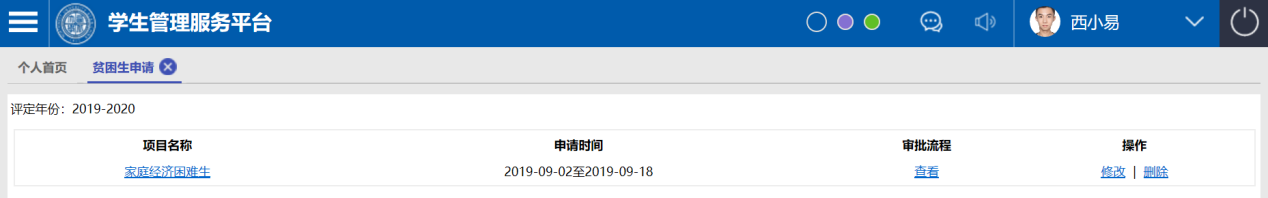 学生管理服务平台 西小易
个人首页 贫困生申请
评定年份：2019-2020
项目名称 申请时间 审批流程 操作
家庭经济困难生 2019-09-02至2019-09-18 查看 修改 | 删除